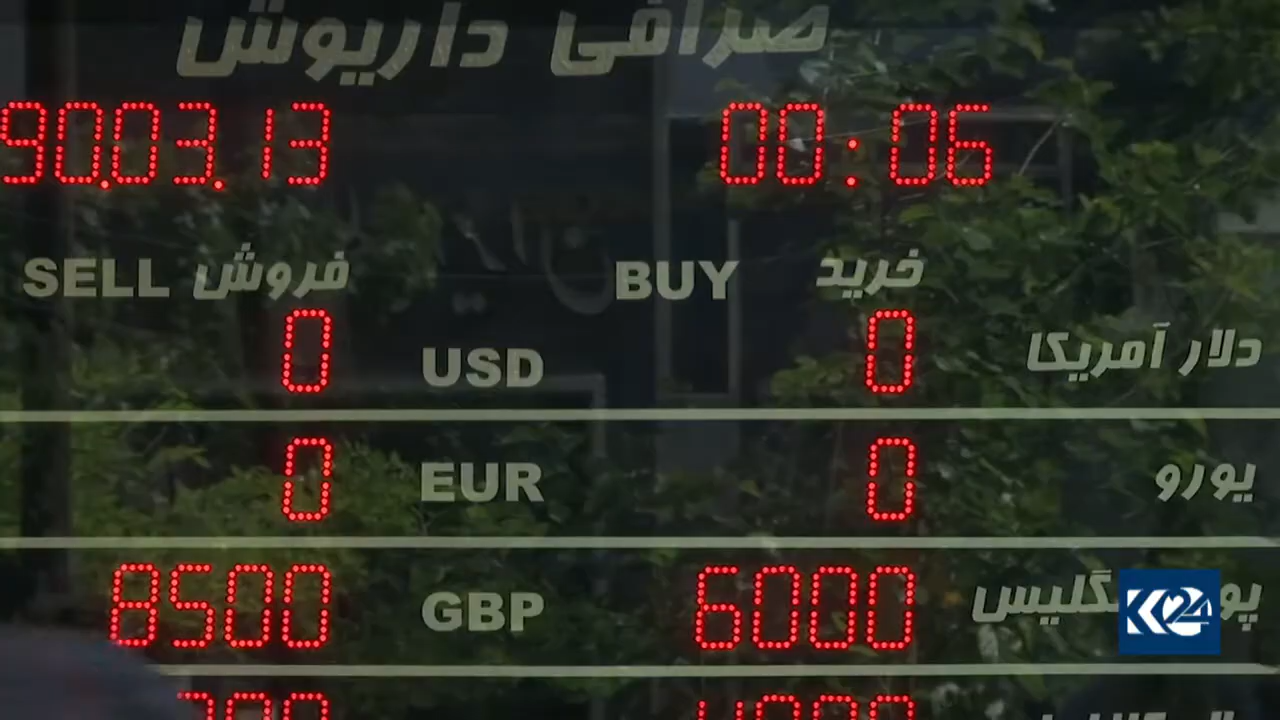 صرافی داریوش
90.03.13 00:06
SELL فروش BUY خرید
0 USD 0 دلار آمریکا
0 EUR 0 یورو
8500 GBP 6000
K24